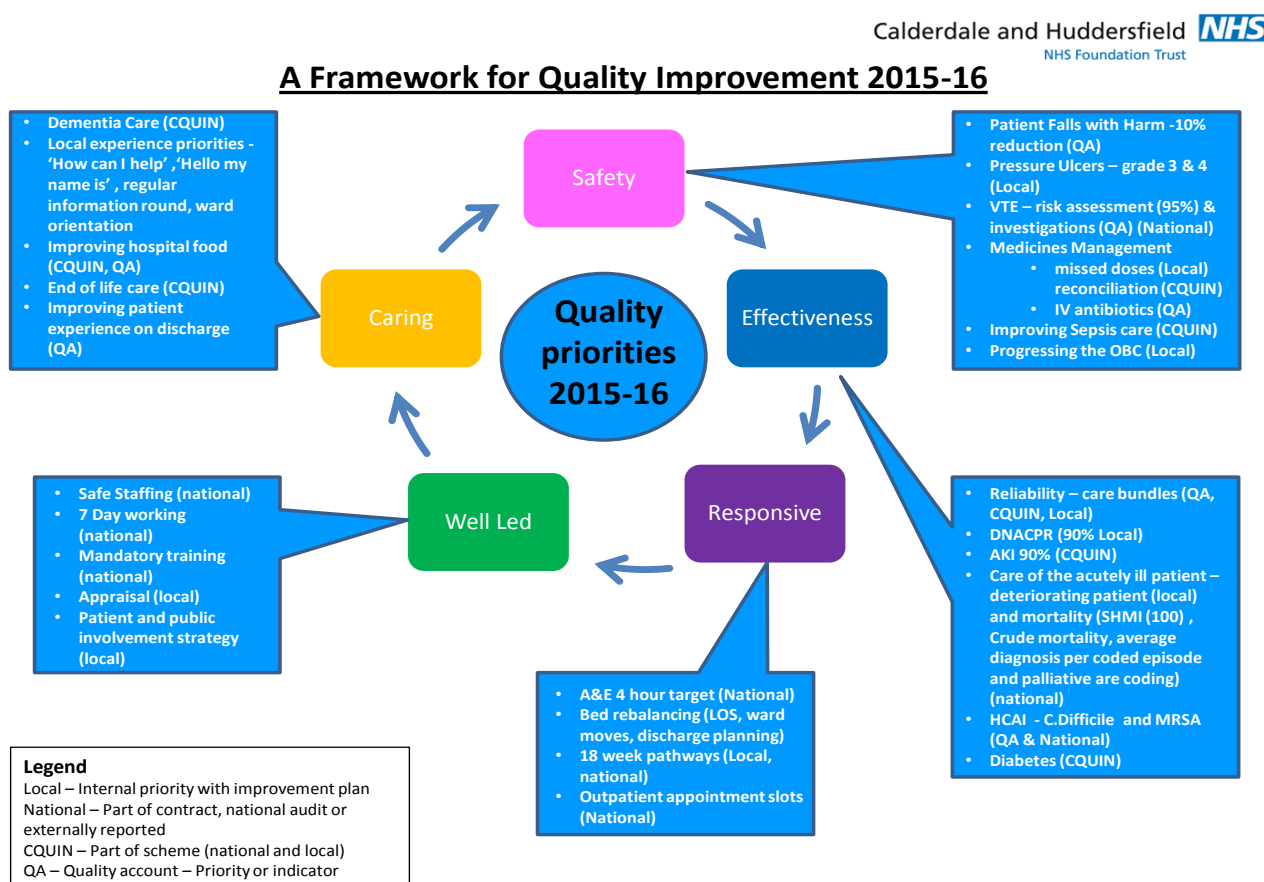 Calderdale and Huddersfield NHS
NHS Foundation Trust
A Framework for Quality Improvement 2015-16
• Dementia Care (CQUIN)
• Local experience priorities -
‘How can I help’ ,‘Hello my
name is’ , regular
information round, ward
orientation
• Improving hospital food
(CQUIN, QA)
• End of life care (CQUIN)
• Improving patient
experience on discharge
(QA)
Safety
• Patient Falls with Harm -10%
reduction (QA)
• Pressure Ulcers – grade 3 & 4
(Local)
• VTE – risk assessment (95%) &
investigations (QA) (National)
• Medicines Management
• missed doses (Local)
reconciliation (CQUIN)
• IV antibiotics (QA)
• Improving Sepsis care (CQUIN)
• Progressing the OBC (Local)
Caring
Quality
priorities
2015-16
Effectiveness
• Safe Staffing (national)
• 7 Day working
(national)
• Mandatory training
(national)
• Appraisal (local)
• Patient and public
involvement strategy
(local)
Well Led
Responsive
• Reliability – care bundles (QA,
CQUIN, Local)
• DNACPR (90% Local)
• AKI 90% (CQUIN)
• Care of the acutely ill patient –
deteriorating patient (local)
and mortality (SHMI (100) ,
Crude mortality, average
diagnosis per coded episode
and palliative are coding)
(national)
• HCAI - C.Difficile and MRSA
(QA & National)
• Diabetes (CQUIN)
• A&E 4 hour target (National)
• Bed rebalancing (LOS, ward
moves, discharge planning)
• 18 week pathways (Local,
national)
• Outpatient appointment slots
(National)
Legend
Local – Internal priority with improvement plan
National – Part of contract, national audit or
externally reported
CQUIN – Part of scheme (national and local)
QA – Quality account – Priority or indicator